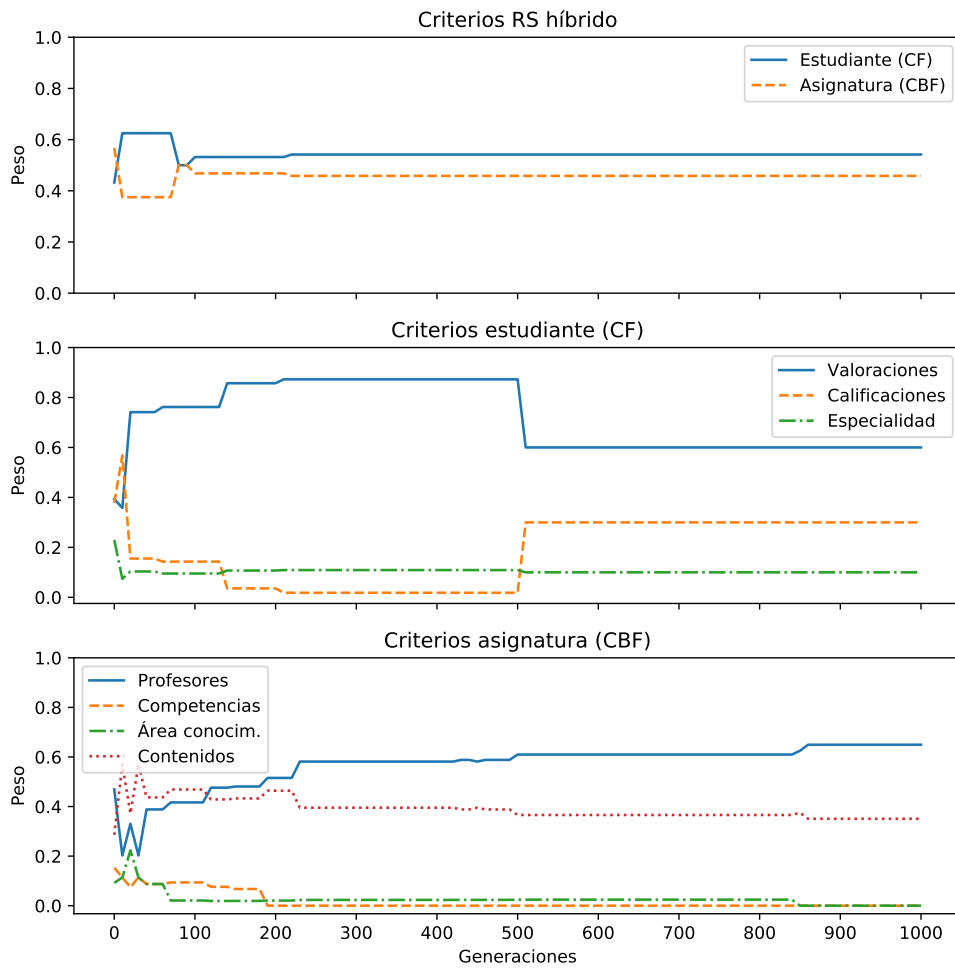 Criterios RS híbrido
1.0
0.8
0.6
0.4
0.2
0.0
Peso
Estudiante (CF)
Asignatura (CBF)
Criterios estudiante (CF)
1.0
0.8
0.6
0.4
0.2
0.0
Peso
Valoraciones
Calificaciones
Especialidad
Criterios asignatura (CBF)
1.0
0.8
0.6
0.4
0.2
0.0
Peso
Profesores
Competencias
Área conocim.
Contenidos
0 100 200 300 400 500 600 700 800 900 1000
Generaciones